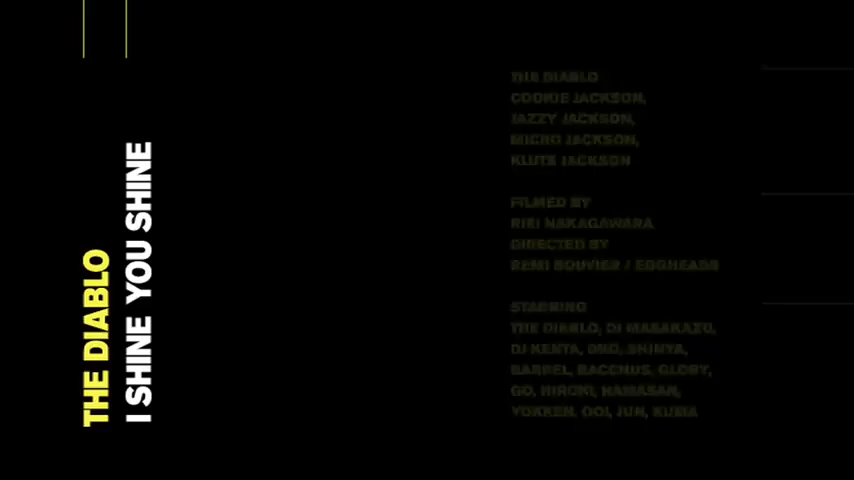 THE DIABLO
I SHINE YOU SHINE
THE DIABLO
COOKIE JACKSON,
JAZZY JACKSON,
MICRO JACKSON,
KLUTE JACKSON
FILMED BY
NAKAGAWARA
DIRECTED BY
REMI BOUVIER / EGGHEADS
STARRING
THE DIABLO, DJ MASAKAZU,
DJ KENTA, SHINYA,
BARREL, BACCHUS, GLORY,
GO, HIROKI, HAMASAN,
YOKKEN, OOI, JUN, KUMA